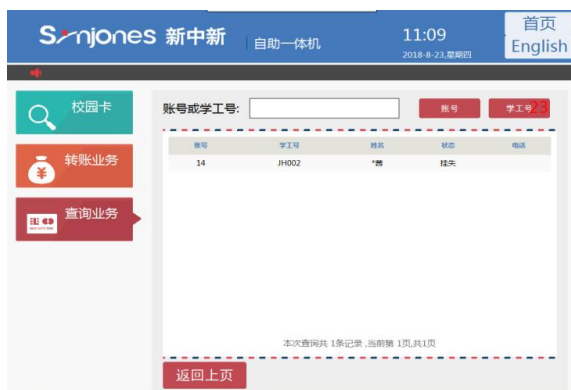 Synjones 新中新
自助一体机
11:09
2018-8-23,星期四
首页
English
校园卡
转账业务
查询业务
账号或学工号:
账号
学工号
23
账号 学工号 姓名 状态 电话
14 JH002 *茜 挂失
本次查询共 1条记录 ,当前第 1页,共1页
返回上页